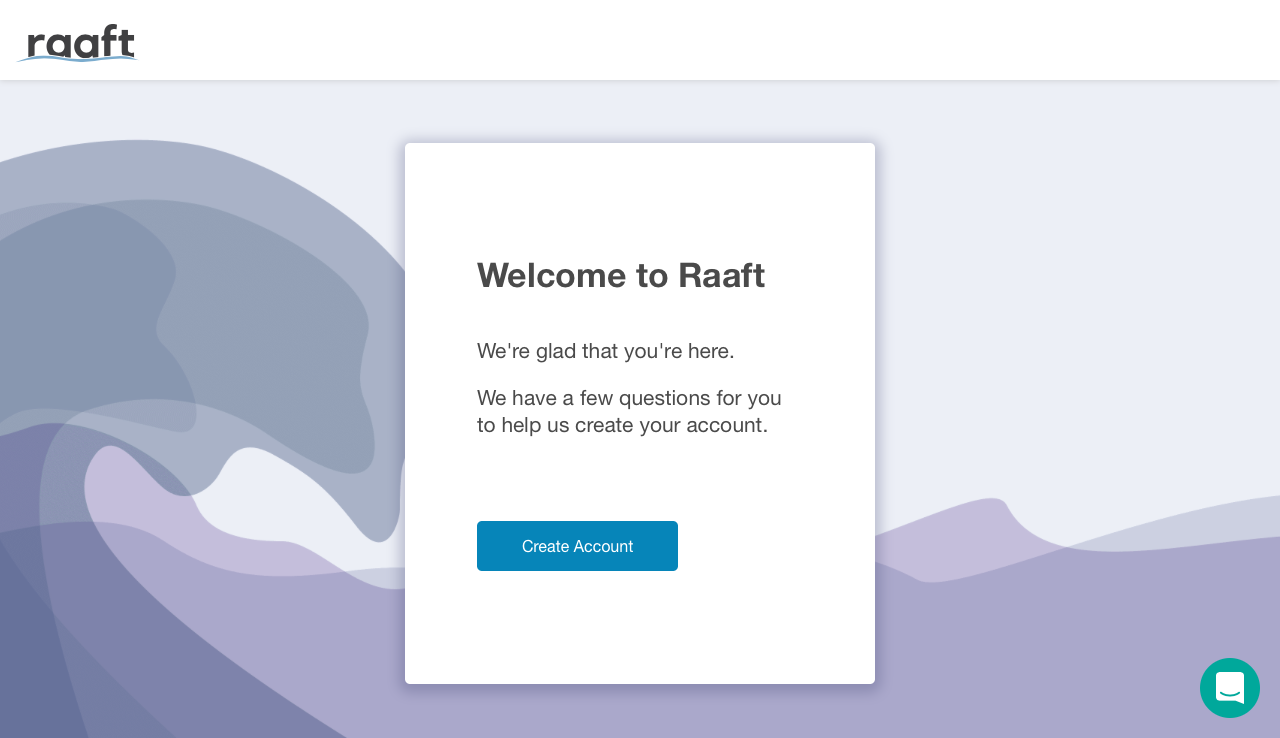 raaft
Welcome to Raaft
We're glad that you're here.
We have a few questions for you
to help us create your account.
Create Account